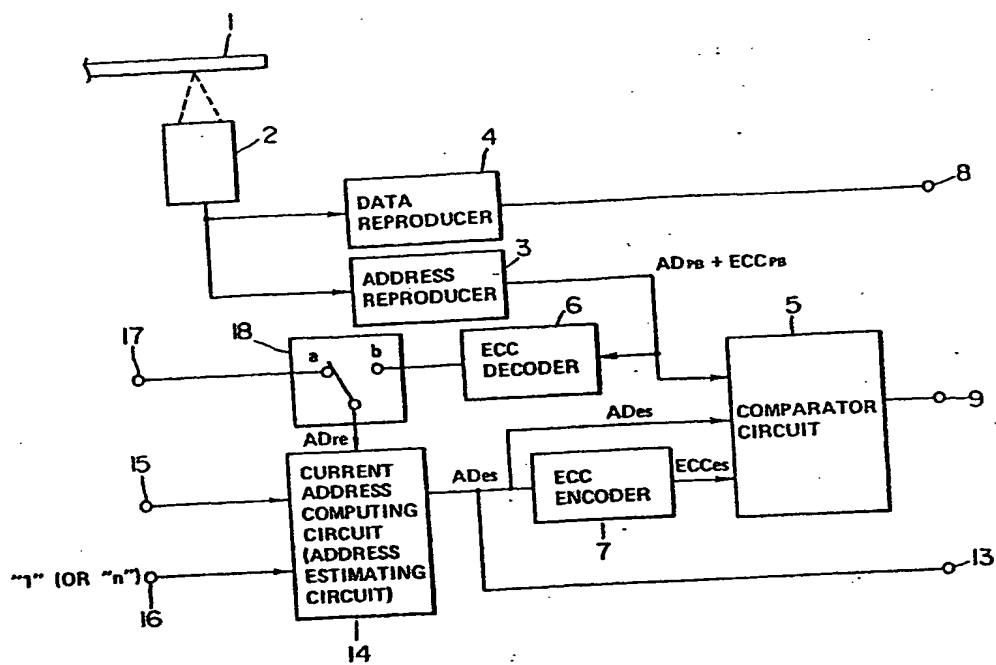 1
2
4
DATA
REPRODUCER
8
3
ADDRESS
REPRODUCER
ADPB + ECCPB
17
18
a
b
6
ECC
DECODER
5
COMPARATOR
CIRCUIT
9
ADre
ADes
15
CURRENT
ADDRESS
COMPUTING
CIRCUIT
(ADDRESS
ESTIMATING
CIRCUIT)
ADes
ECC
ENCODER
ECCes
7
"1" (OR "n")
16
14
13